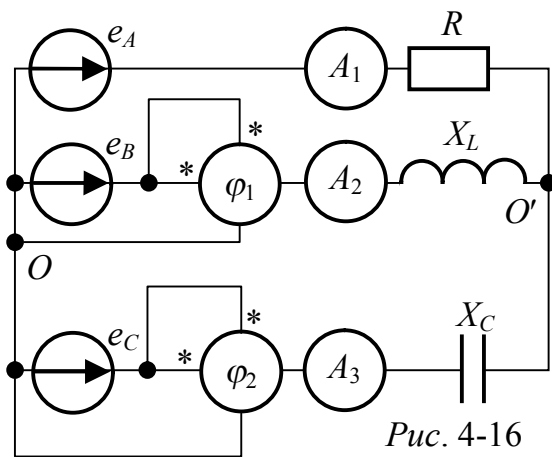 e_A
A_1
R
*
e_B
*
φ_1
A_2
X_L
O
O′
e_C
*
*
φ_2
A_3
X_C
Рис. 4-16